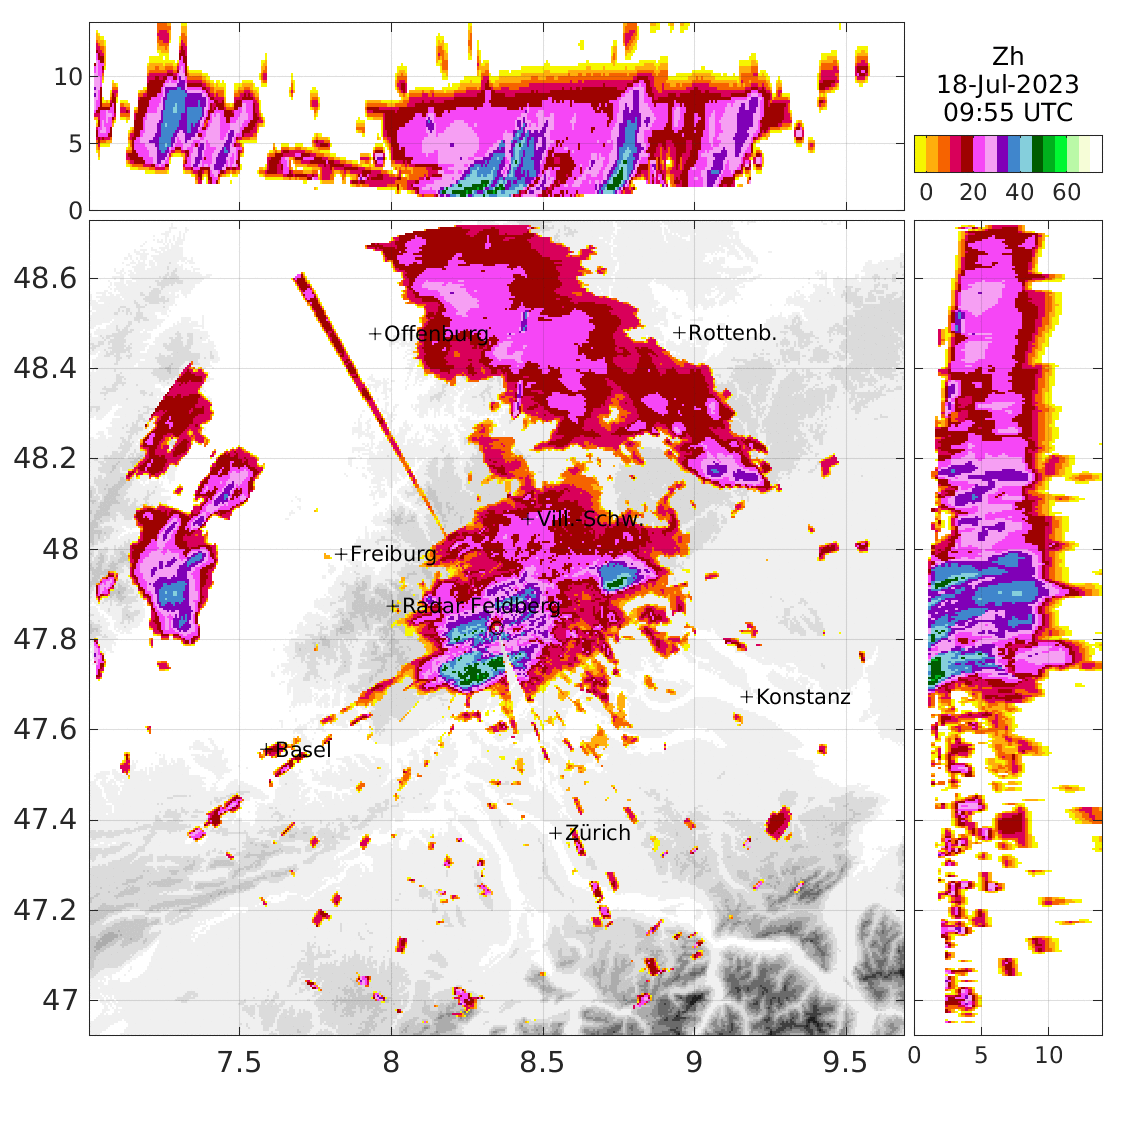 Zh
18-Jul-2023
09:55 UTC
0 20 40 60
10
5
0
48.6
48.4
48.2
48
47.8
47.6
47.4
47.2
47
+Offenburg
+Rottenb.
+Vill.-Schw.
+Freiburg
+Radar Feldberg
+Konstanz
+Basel
+Zürich
7.5 8 8.5 9 9.5
0 5 10